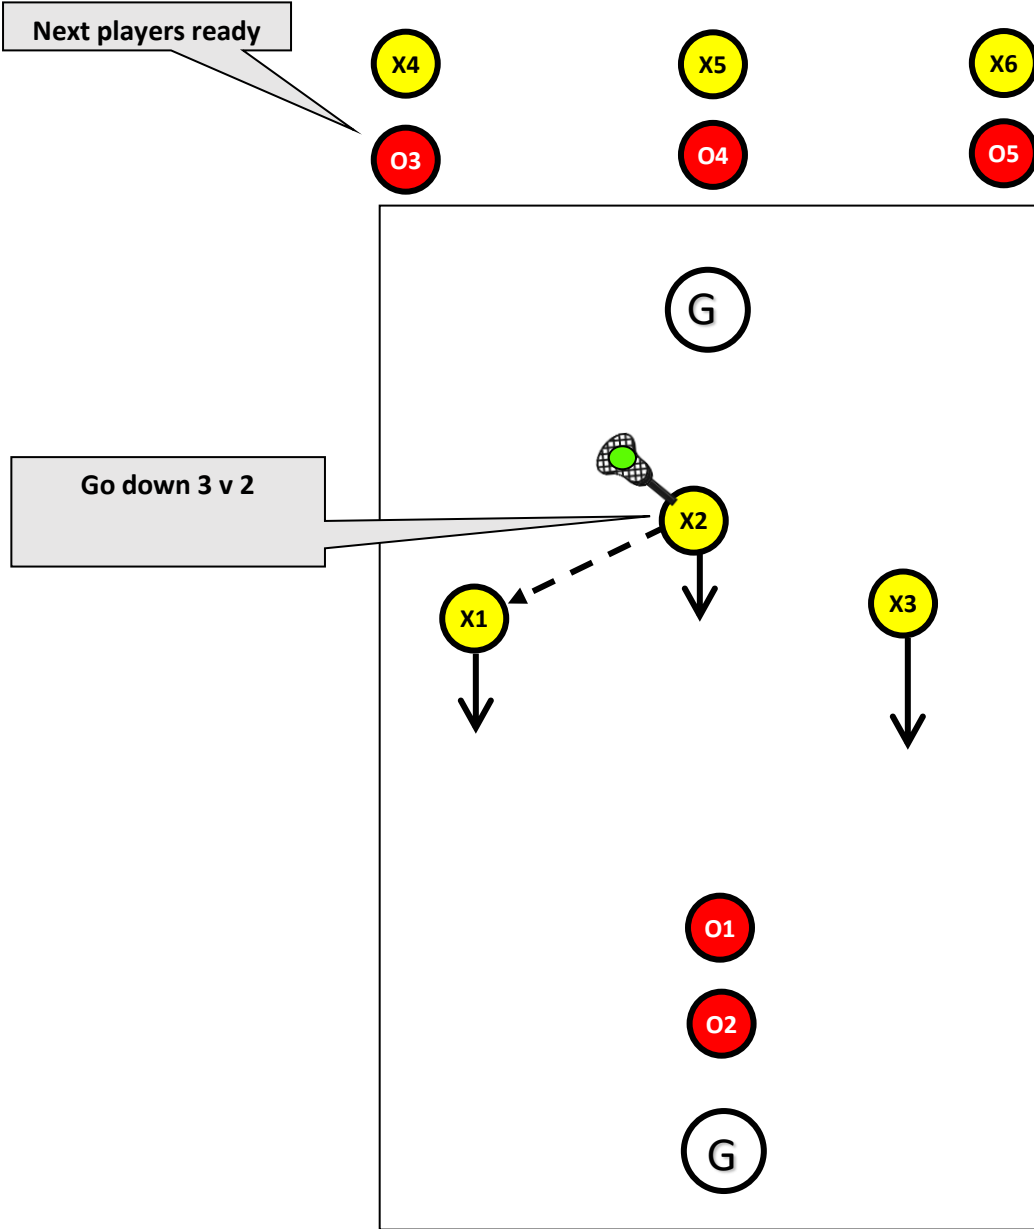 Next players ready
X4 X5 X6
O3 O4 O5
G
Go down 3 v 2
X2
X1 X3
O1
O2
G